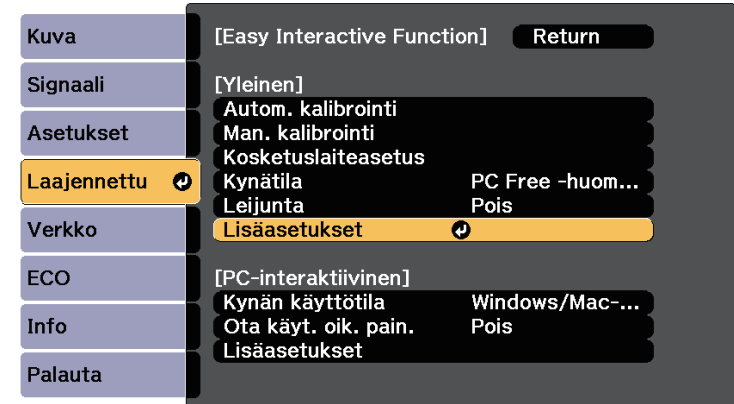 Kuva
Signaali
Asetukset
Laajennettu
Verkko
ECO
Info
Palauta
[Easy Interactive Function] Return
[Yleinen]
Autom. kalibrointi
Man. kalibrointi
Kosketuslaiteasetus
Kynätila PC Free -huom...
Leijunta Pois
Lisäasetukset
[PC-interaktiivinen]
Kynän käyttötila Windows/Mac-...
Ota käyt. oik. pain. Pois
Lisäasetukset